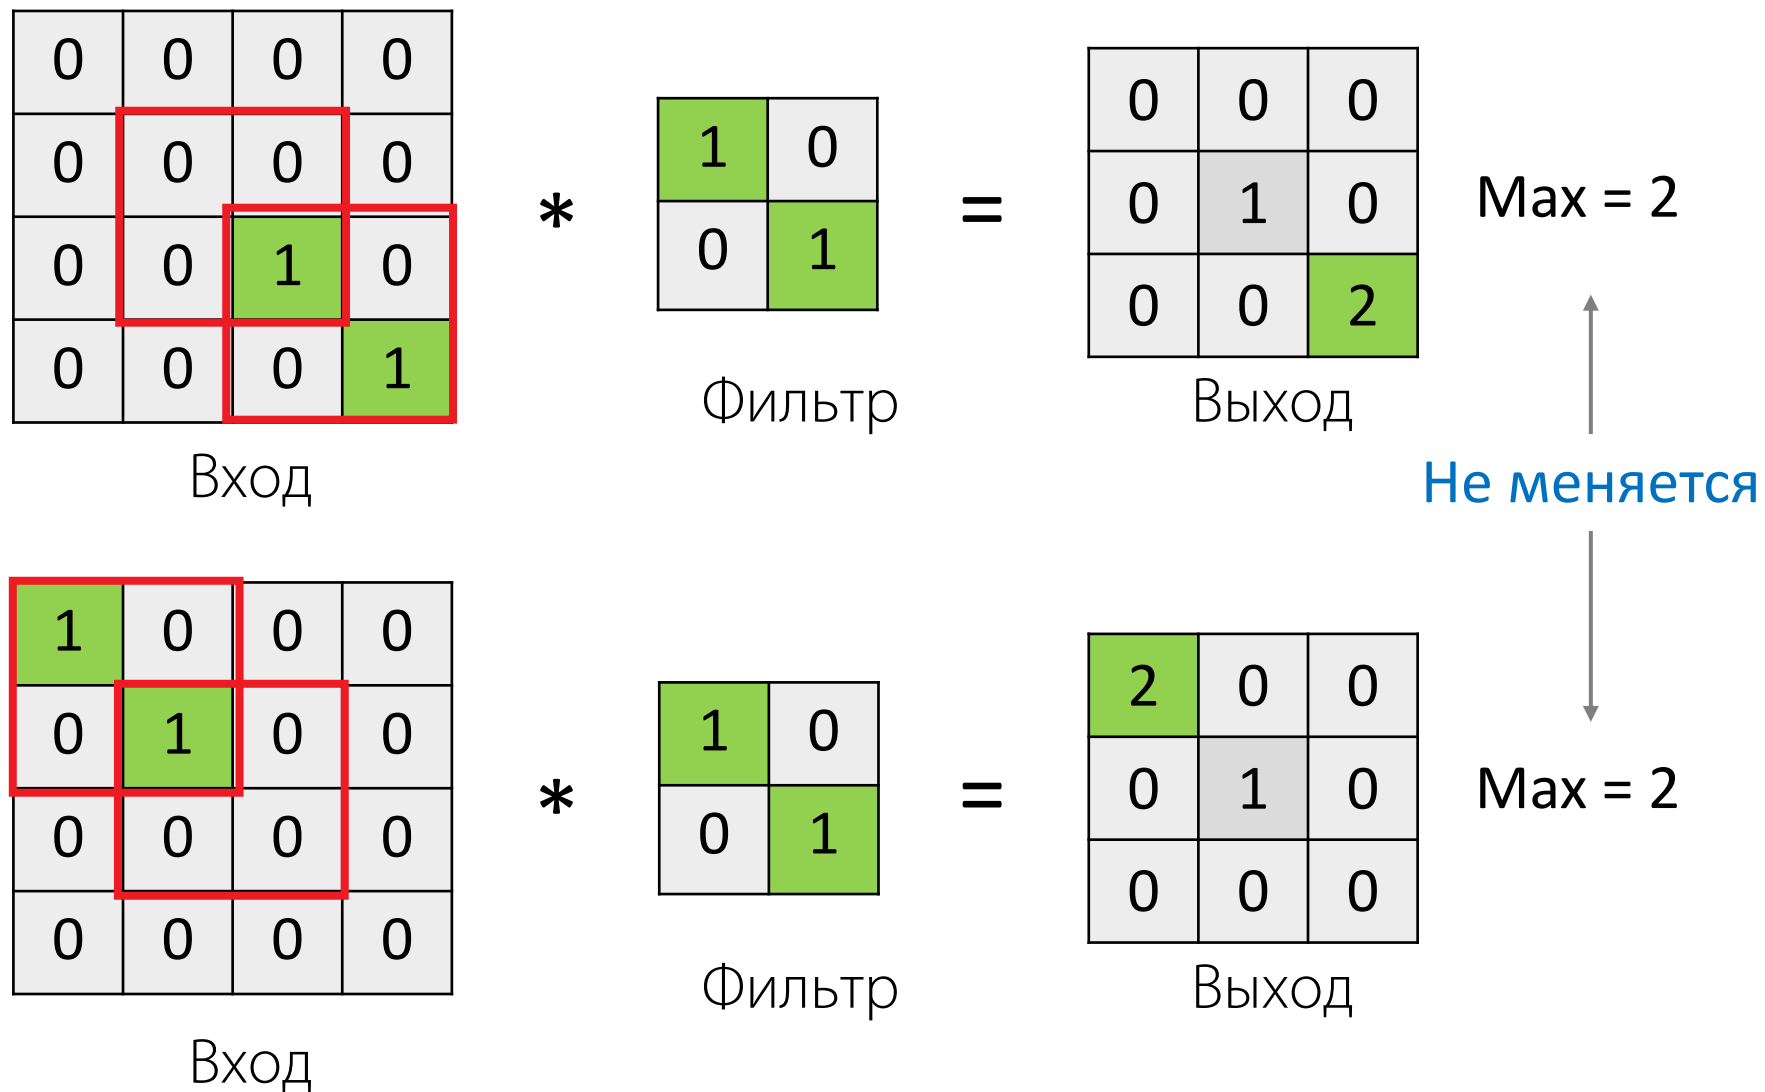 0 0 0 0
0 0 0 0
0 0 1 0
0 0 0 1
Вход
*
1 0
0 1
Фильтр
=
0 0 0
0 1 0
0 0 2
Выход
Max = 2
Не меняется
1 0 0 0
0 1 0 0
0 0 0 0
0 0 0 0
Вход
*
1 0
0 1
Фильтр
=
2 0 0
0 1 0
0 0 0
Выход
Max = 2